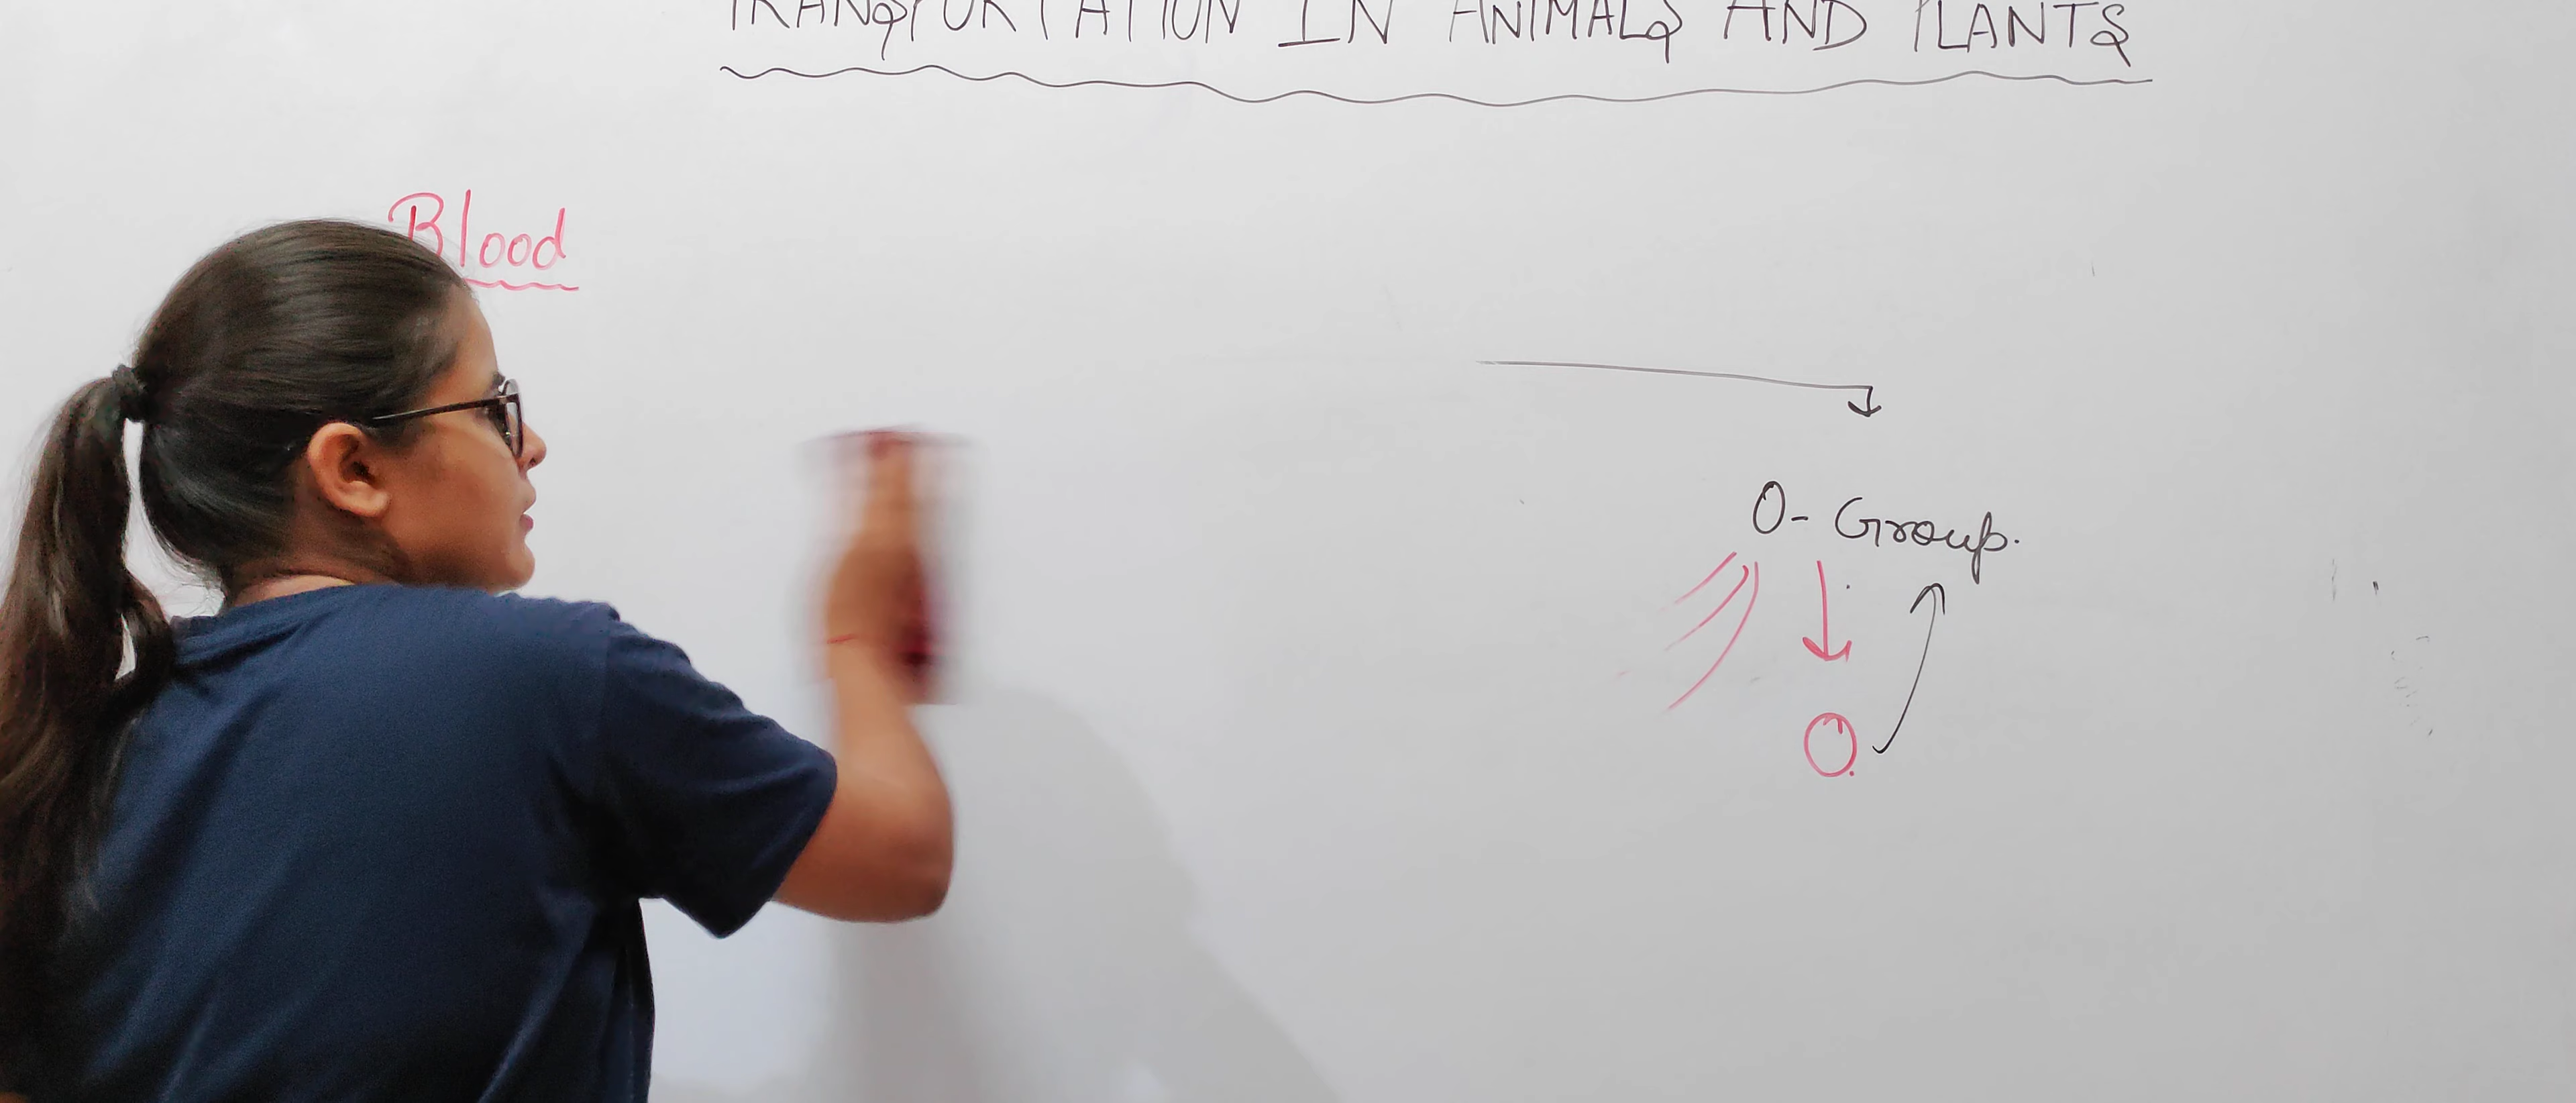 TRANSPORTATION IN ANIMALS AND PLANTS
Blood
O- Group.
O